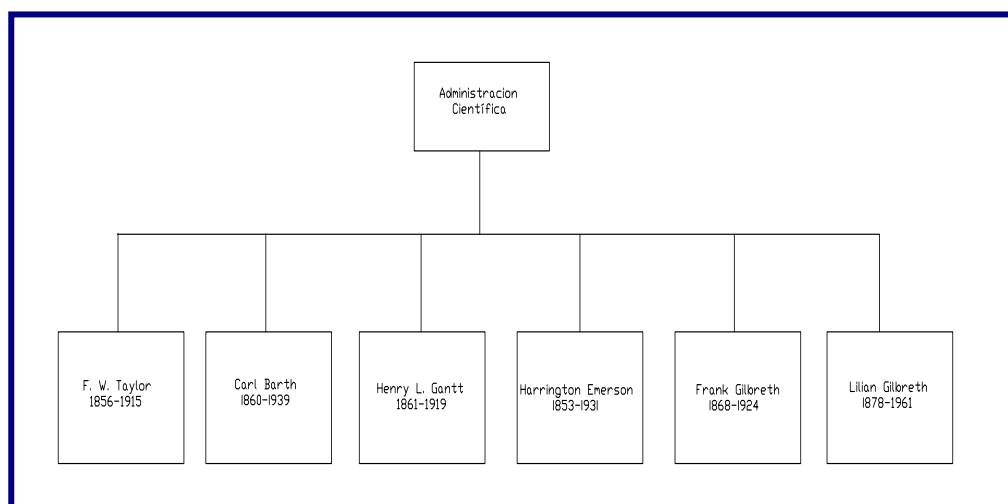 Administracion
Científica
F. W. Taylor
1856-1915
Carl Barth
1860-1939
Henry L. Gantt
1861-1919
Harrington Emerson
1853-1931
Frank Gilbreth
1868-1924
Lilian Gilbreth
1878-1961